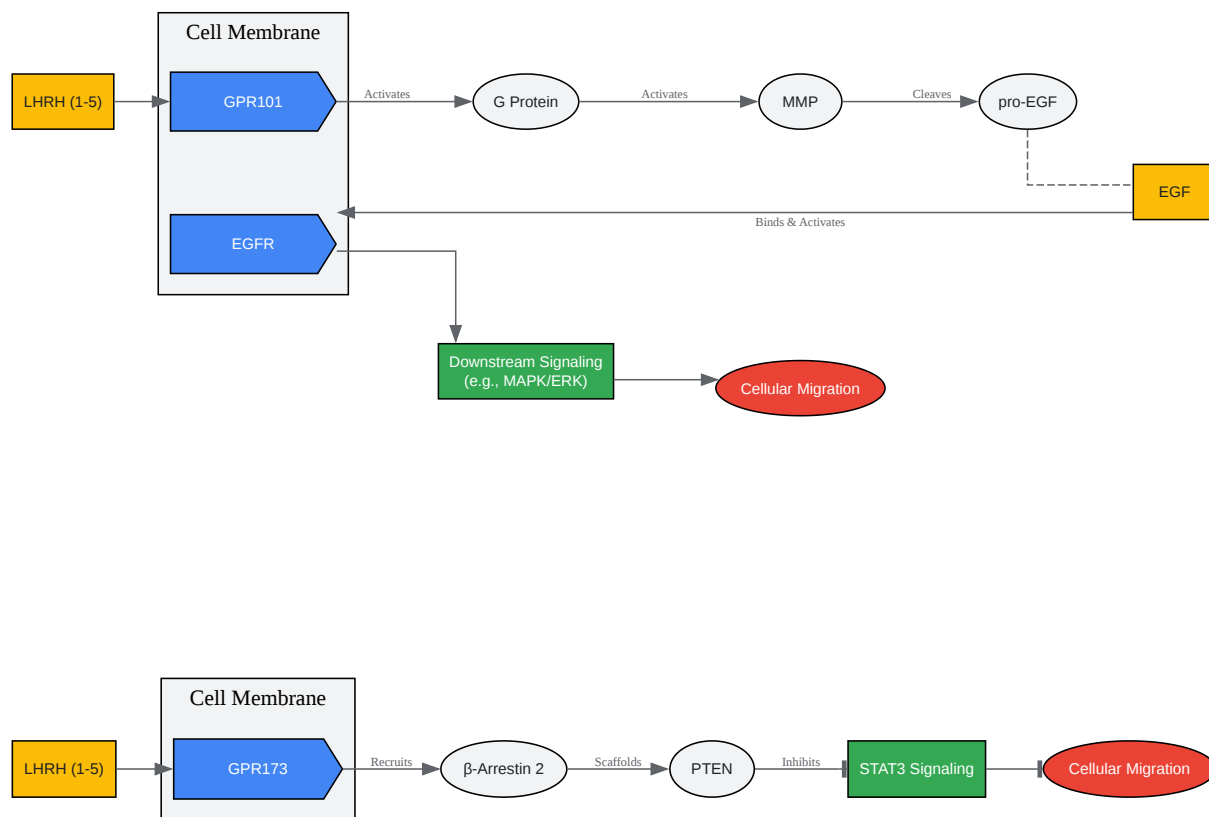 Cell Membrane
LHRH (1-5)
GPR101
Activates
G Protein
Activates
MMP
Cleaves
pro-EGF
EGF
Binds & Activates
EGFR
Downstream Signaling
(e.g., MAPK/ERK)
Cellular Migration
Cell Membrane
LHRH (1-5)
GPR173
Recruits
β-Arrestin 2
Scaffolds
PTEN
Inhibits
STAT3 Signaling
Cellular Migration